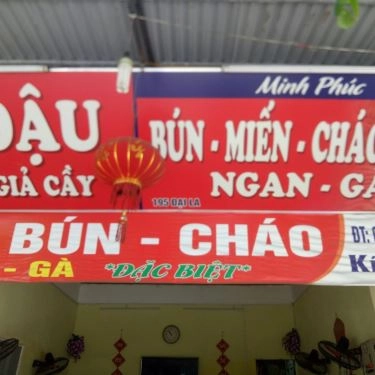 ĐẬU
GIẢ CẦY
Minh Phúc
BÚN - MIẾN - CHÁO
NGAN - GÀ
195 ĐẠI LA
BÚN - CHÁO
- GÀ
*ĐẶC BIỆT*
ĐT: